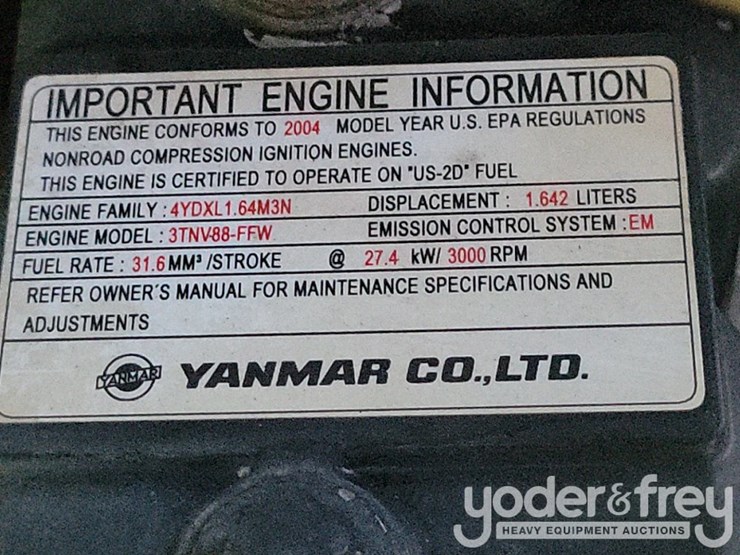 IMPORTANT ENGINE INFORMATION
THIS ENGINE CONFORMS TO 2004 MODEL YEAR U.S. EPA REGULATIONS
NONROAD COMPRESSION IGNITION ENGINES.
THIS ENGINE IS CERTIFIED TO OPERATE ON "US-2D" FUEL
ENGINE FAMILY : 4YDXL1.64M3N DISPLACEMENT : 1.642 LITERS
ENGINE MODEL : 3TNV88-FFW EMISSION CONTROL SYSTEM : EM
FUEL RATE : 31.6 MM³ /STROKE @ 27.4 kW/ 3000 RPM
REFER OWNER'S MANUAL FOR MAINTENANCE SPECIFICATIONS AND
ADJUSTMENTS
YANMAR YANMAR CO.,LTD.
yoder&frey
HEAVY EQUIPMENT AUCTIONS